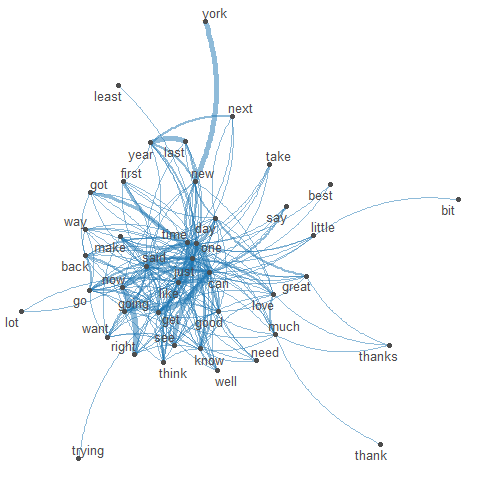 york
least
next
year
last
take
first
new
got
best
say
bit
way
day
little
time
make
one
said
back
just
now
can
great
like
go
going
love
lot
get
good
want
much
see
right
know
need
thanks
think
well
trying
thank